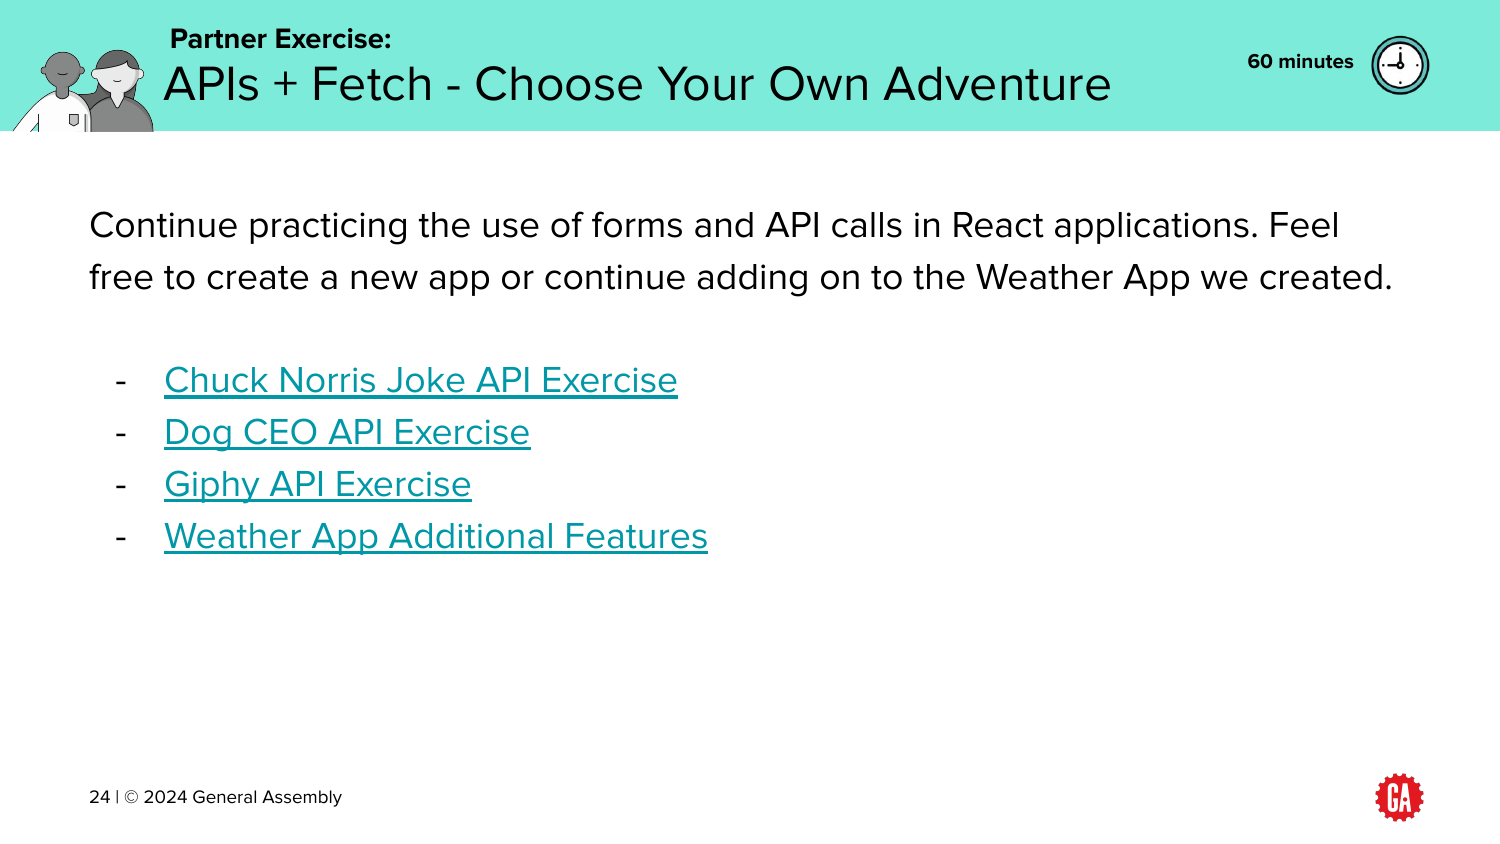 Partner Exercise:
APIs + Fetch - Choose Your Own Adventure
60 minutes
Continue practicing the use of forms and API calls in React applications. Feel
free to create a new app or continue adding on to the Weather App we created.
- Chuck Norris Joke API Exercise
- Dog CEO API Exercise
- Giphy API Exercise
- Weather App Additional Features
24 | © 2024 General Assembly
GA